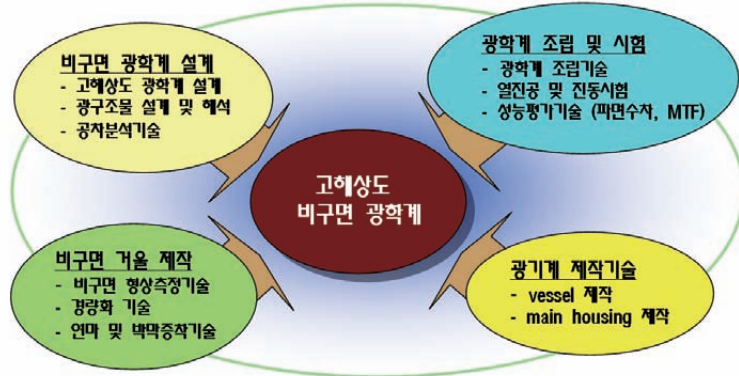 비구면 광학계 설계
- 고해상도 광학계 설계
- 광구조물 설계 및 해석
- 공차분석기술
광학계 조립 및 시험
- 광학계 조립기술
- 열진공 및 진동시험
- 성능평가기술 (파면수차, MTF)
고해상도
비구면 광학계
비구면 거울 제작
- 비구면 형상측정기술
- 경량화 기술
- 연마 및 박막증착기술
광기계 제작기술
- vessel 제작
- main housing 제작